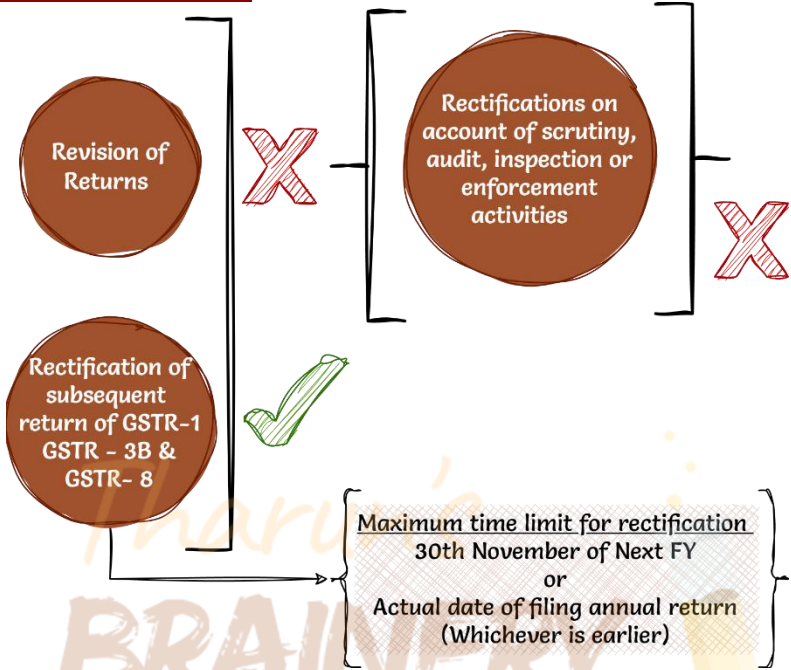 Revision of
Returns
X
Rectifications on
account of scrutiny,
audit, inspection or
enforcement
activities
X
Rectification of
subsequent
return of GSTR-1
GSTR - 3B &
GSTR- 8
Maximum time limit for rectification
30th November of Next FY
or
Actual date of filing annual return
(Whichever is earlier)
Tharun's
BRAINERY